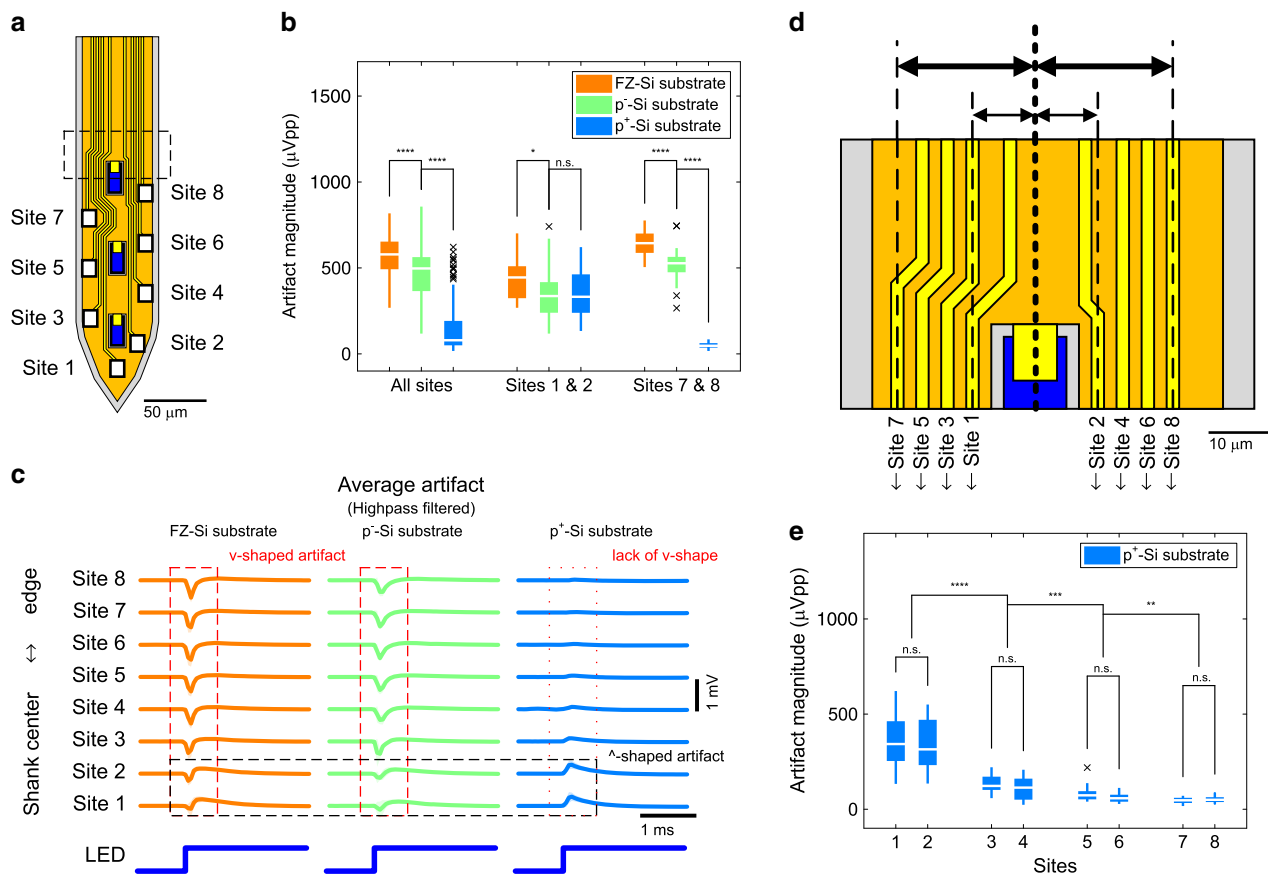 a
Site 8
Site 7
Site 6
Site 5
Site 4
Site 3
Site 2
Site 1
50 μm
b
Artifact magnitude (μVpp)
1500
1000
500
0
FZ-Si substrate
p⁻-Si substrate
p⁺-Si substrate
**** ****
* n.s.
**** ****
All sites
Sites 1 & 2
Sites 7 & 8
c
Average artifact
(Highpass filtered)
FZ-Si substrate
p⁻-Si substrate
p⁺-Si substrate
v-shaped artifact
lack of v-shape
Shank center ↔ edge
Site 8
Site 7
Site 6
Site 5
Site 4
Site 3
Site 2
Site 1
1 mV
^-shaped artifact
1 ms
LED
d
← Site 7
← Site 5
← Site 3
← Site 1
← Site 2
← Site 4
← Site 6
← Site 8
10 μm
e
p⁺-Si substrate
Artifact magnitude (μVpp)
1000
500
0
****
***
**
n.s.
n.s.
n.s.
n.s.
1 2 3 4 5 6 7 8
Sites